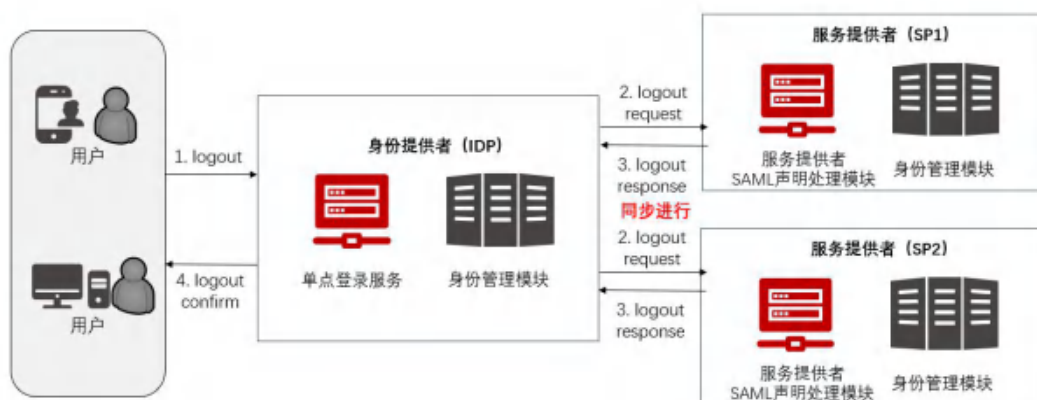 用户
用户
1. logout
4. logout
confirm
身份提供者（IDP）
单点登录服务
身份管理模块
2. logout
request
3. logout
response
同步进行
2. logout
request
3. logout
response
服务提供者（SP1）
服务提供者
SAML声明处理模块
身份管理模块
服务提供者（SP2）
服务提供者
SAML声明处理模块
身份管理模块